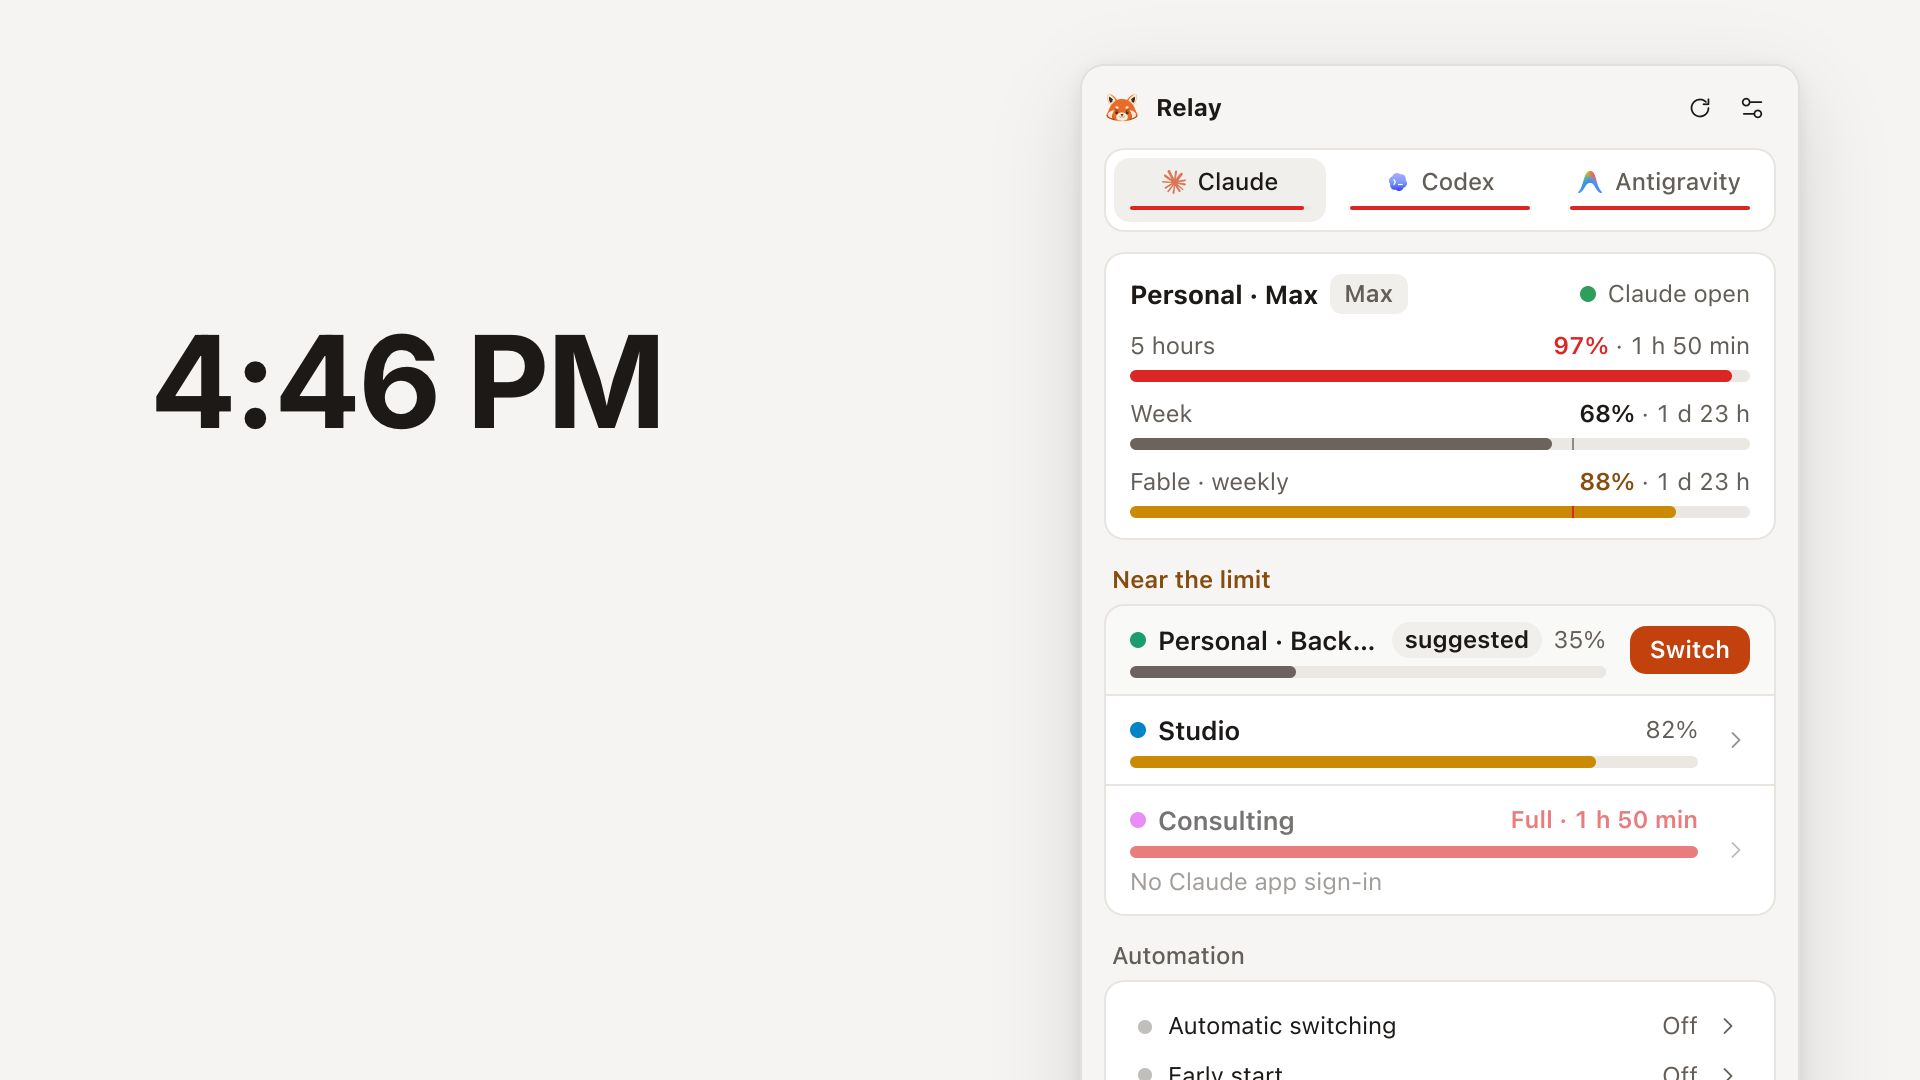 4:46 PM
Relay
Claude
Codex
Antigravity
Personal · Max
Max
Claude open
5 hours
97% · 1 h 50 min
Week
68% · 1 d 23 h
Fable · weekly
88% · 1 d 23 h
Near the limit
Personal · Back...
suggested
35%
Switch
Studio
82%
Consulting
Full · 1 h 50 min
No Claude app sign-in
Automation
Automatic switching
Off
Early start
Off